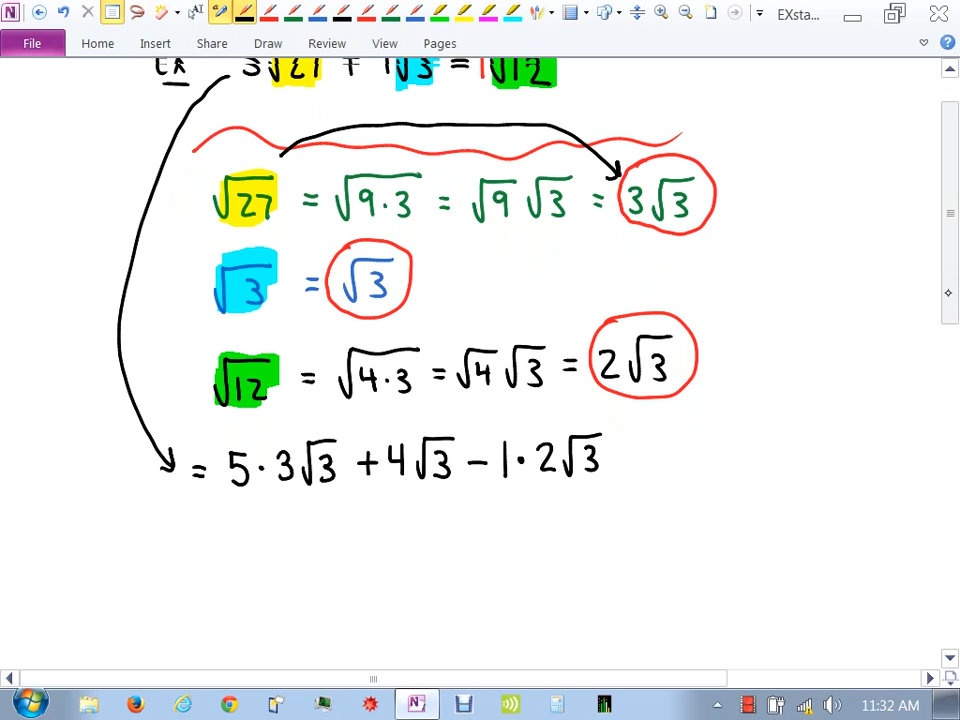 EXsta...
File Home Insert Share Draw Review View Pages
√27 = √9·3 = √9 √3 = 3√3
√3 = √3
√12 = √4·3 = √4 √3 = 2√3
= 5·3√3 + 4√3 − 1·2√3
11:32 AM